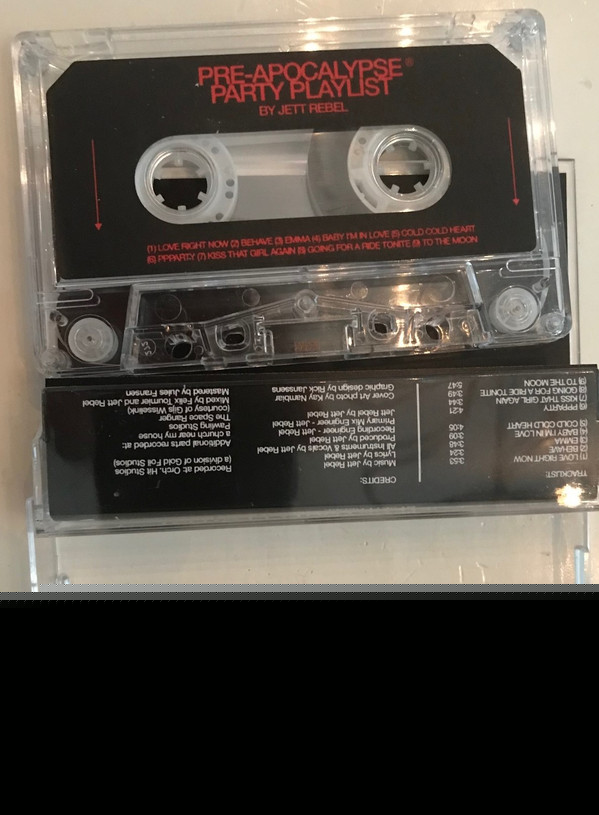 PRE-APOCALYPSE®
PARTY PLAYLIST
BY JETT REBEL
(1) LOVE RIGHT NOW (2) BEHAVE (3) EMMA (4) BABY I'M IN LOVE (5) COLD COLD HEART
(6) PPPARTY (7) KISS THAT GIRL AGAIN (8) GOING FOR A RIDE TONITE (9) TO THE MOON
TRACKLIST:
(1) LOVE RIGHT NOW 3:53
(2) BEHAVE 3:24
(3) EMMA 3:48
(4) BABY I'M IN LOVE 3:09
(5) COLD COLD HEART 4:05
(6) PPPARTY 4:21
(7) KISS THAT GIRL AGAIN 3:44
(8) GOING FOR A RIDE TONITE 3:49
(9) TO THE MOON 5:47
CREDITS:
Music by Jett Rebel
Lyrics by Jett Rebel
Produced by Jett Rebel
All Instruments & Vocals by Jett Rebel
Recording Engineer - Jett Rebel
Primary Mix by Jett Rebel
Jett Rebel by Jett Rebel
Cover Art photo by Kay Nambiar
Graphic design by Rick Janssens
Recorded at: Orch. Hit Studios
(a division of Gold Foil Studios)
Additional parts recorded at:
a church near my house
Pawling Studios
The Space Ranger
(courtesy of Gijs Wisselink)
Mixed by Felix Tournier and Jett Rebel
Mastered by Jules Fransen